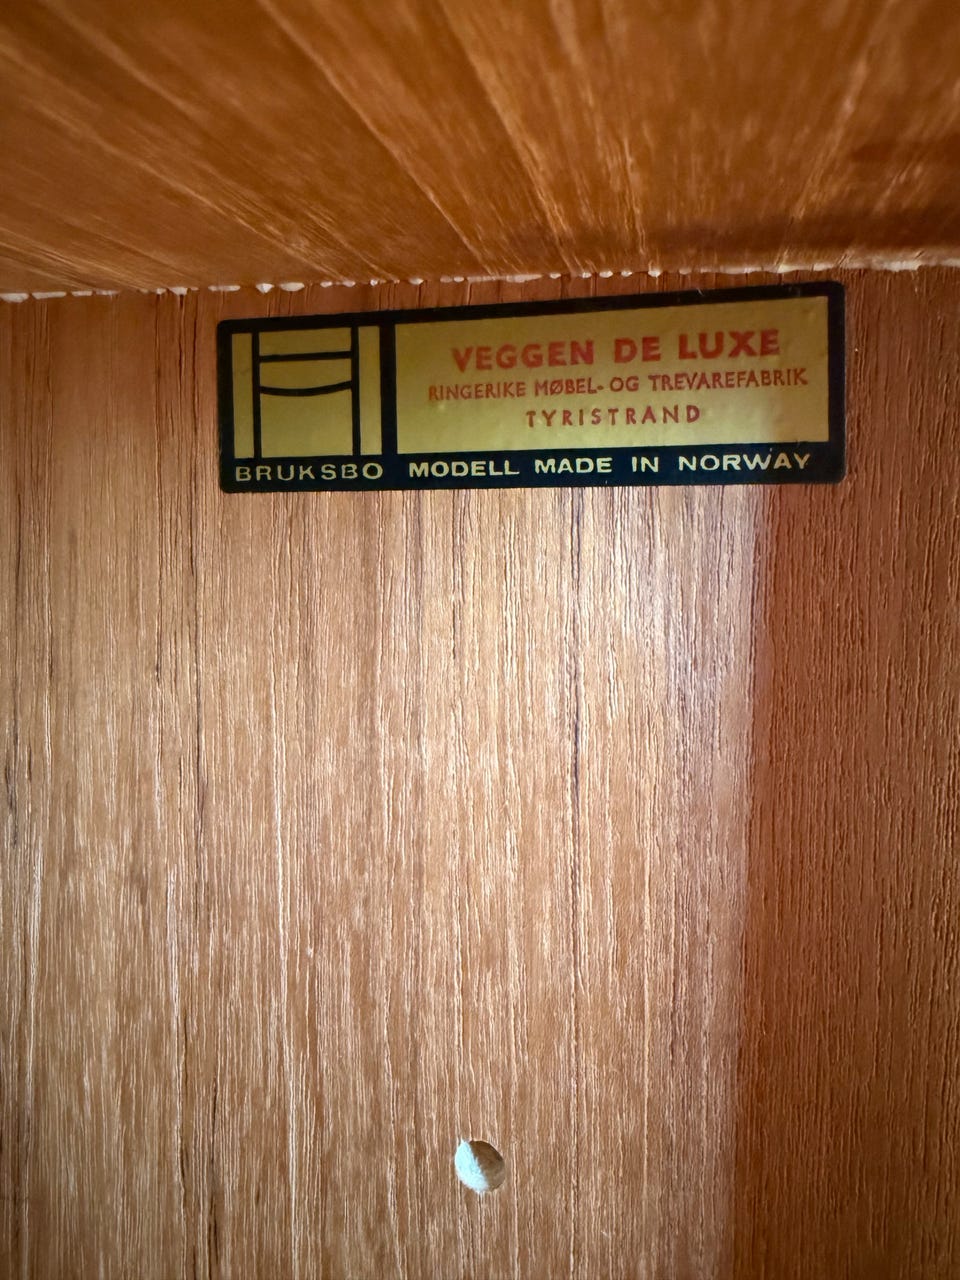 VEGGEN DE LUXE
RINGERIKE MØBEL- OG TREVAREFABRIK
TYRISTRAND
BRUKSBO MODELL MADE IN NORWAY